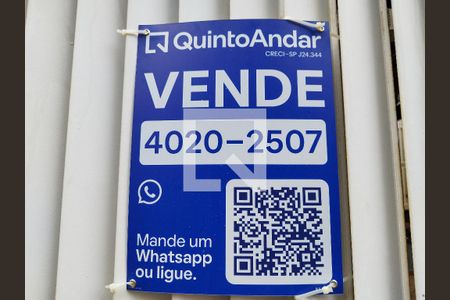 QuintoAndar
CRECI-SP J24.344
VENDE
4020-2507
Mande um
Whatsapp
ou ligue.